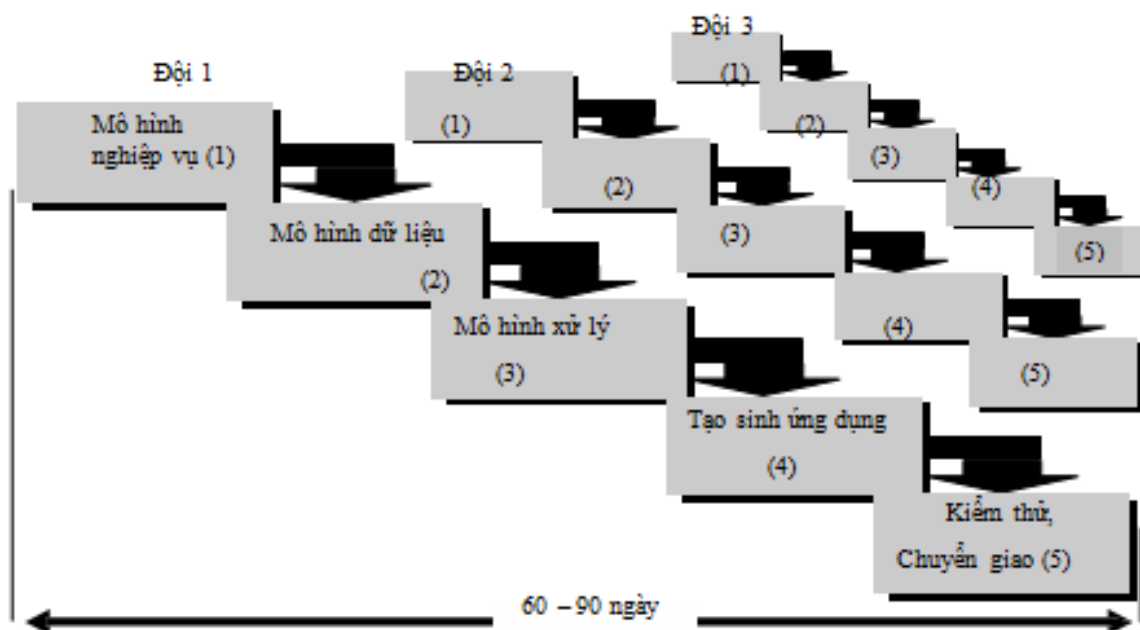 Đội 1
Mô hình
nghiệp vụ (1)
Mô hình dữ liệu
(2)
Mô hình xử lý
(3)
Tạo sinh ứng dụng
(4)
Kiểm thử,
Chuyển giao (5)
Đội 2
(1)
(2)
(3)
(4)
(5)
Đội 3
(1)
(2)
(3)
(4)
(5)
60 – 90 ngày